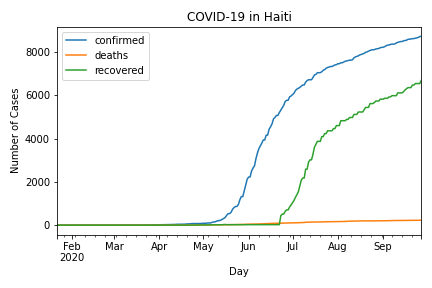 COVID-19 in Haiti
confirmed
deaths
recovered
Number of Cases
8000
6000
4000
2000
0
Feb Mar Apr May Jun Jul Aug Sep
2020
Day